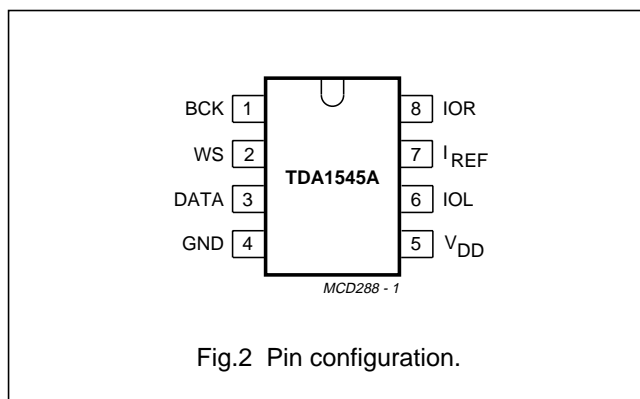 BCK 1 8 IOR
WS 2 7 IREF
TDA1545A
DATA 3 6 IOL
GND 4 5 VDD
MCD288 - 1
Fig.2 Pin configuration.